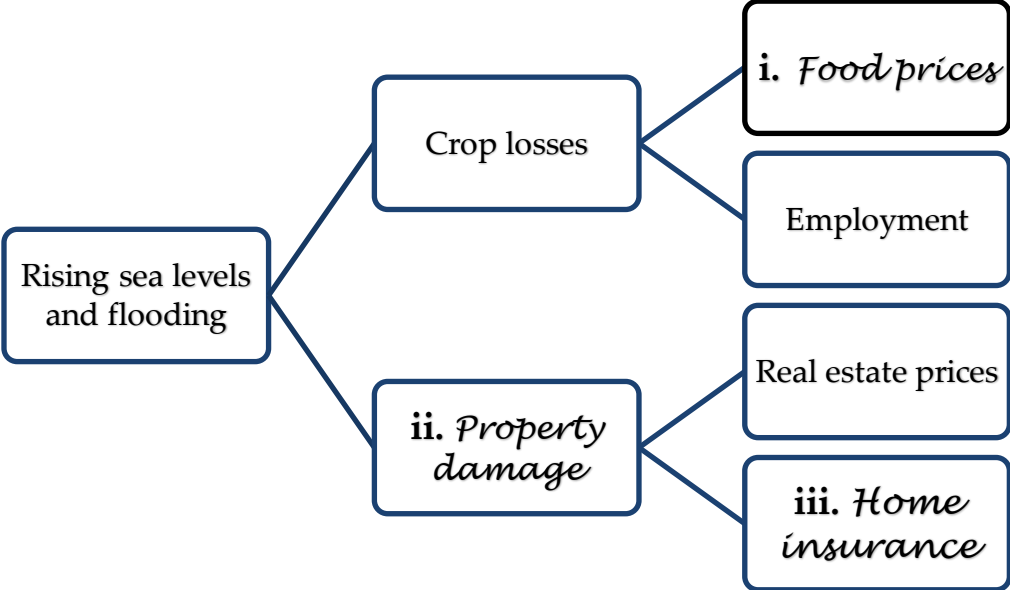 i. Food prices
Crop losses
Employment
Rising sea levels
and flooding
Real estate prices
ii. Property
damage
iii. Home
insurance